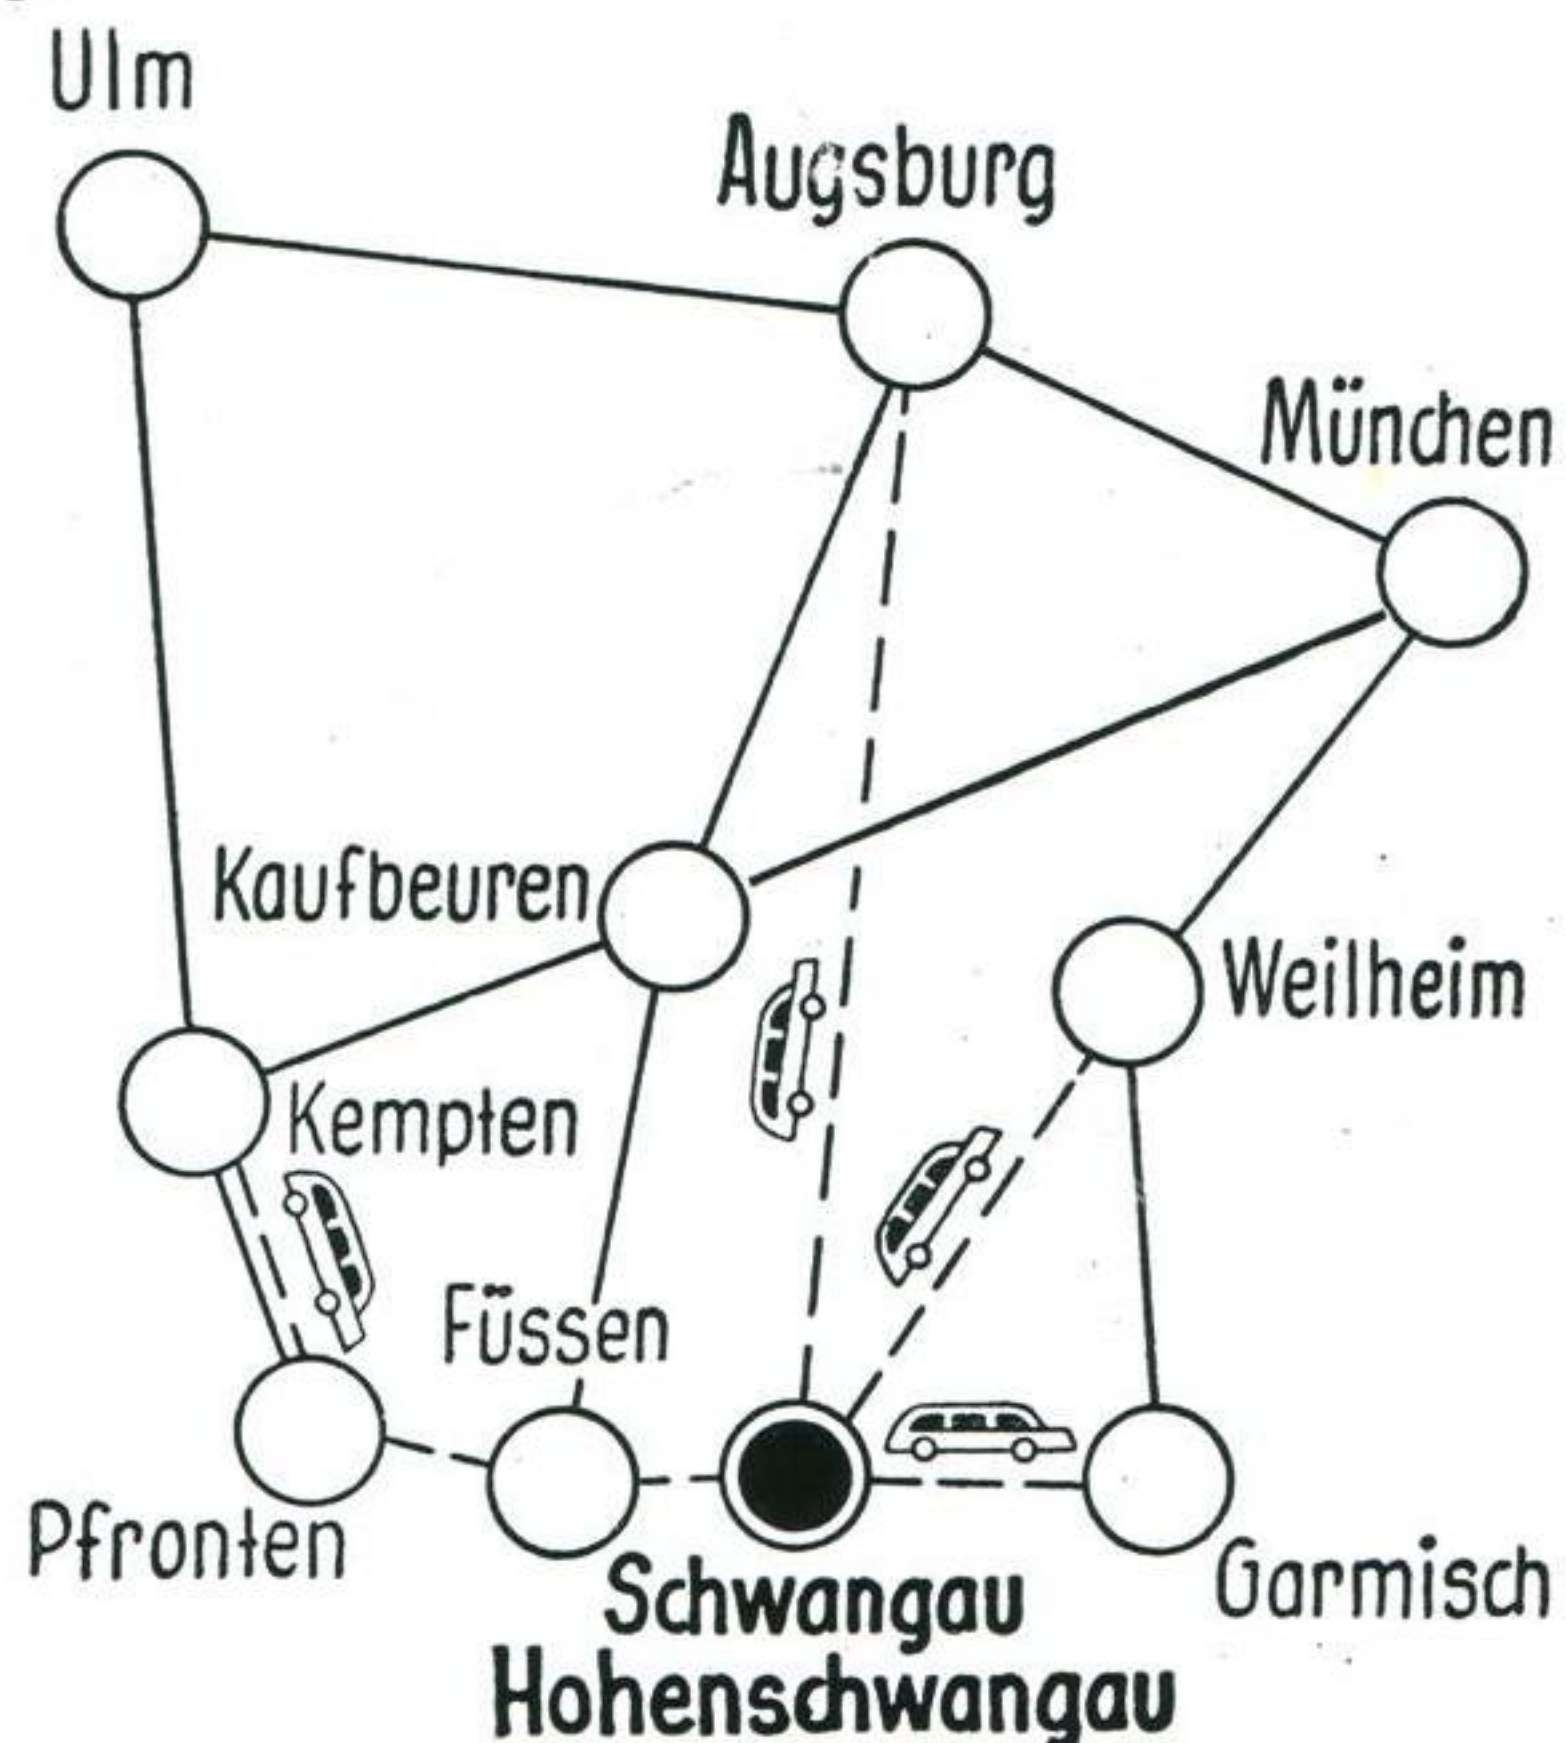 Ulm
Augsburg
München
Kaufbeuren
Weilheim
Kempten
Füssen
Pfronten
Schwangau
Hohenschwangau
Garmisch